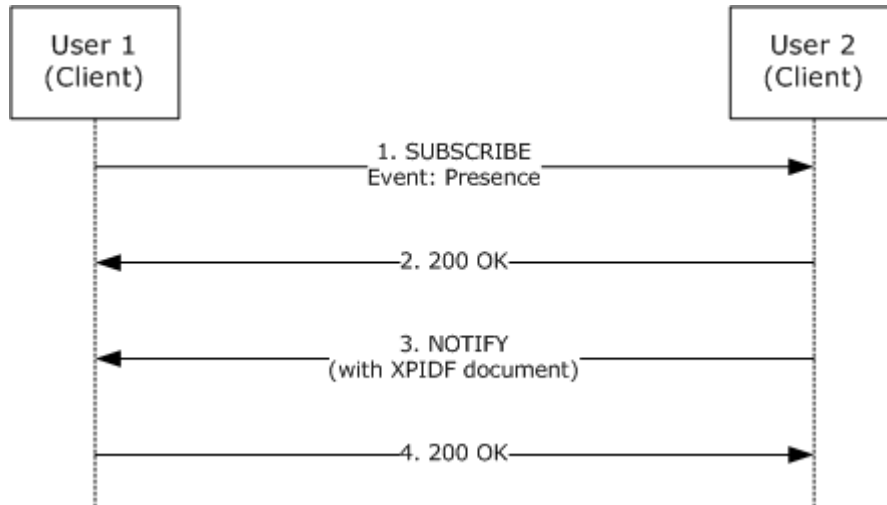 User 1
(Client)
User 2
(Client)
1. SUBSCRIBE
Event: Presence
2. 200 OK
3. NOTIFY
(with XPIDF document)
4. 200 OK